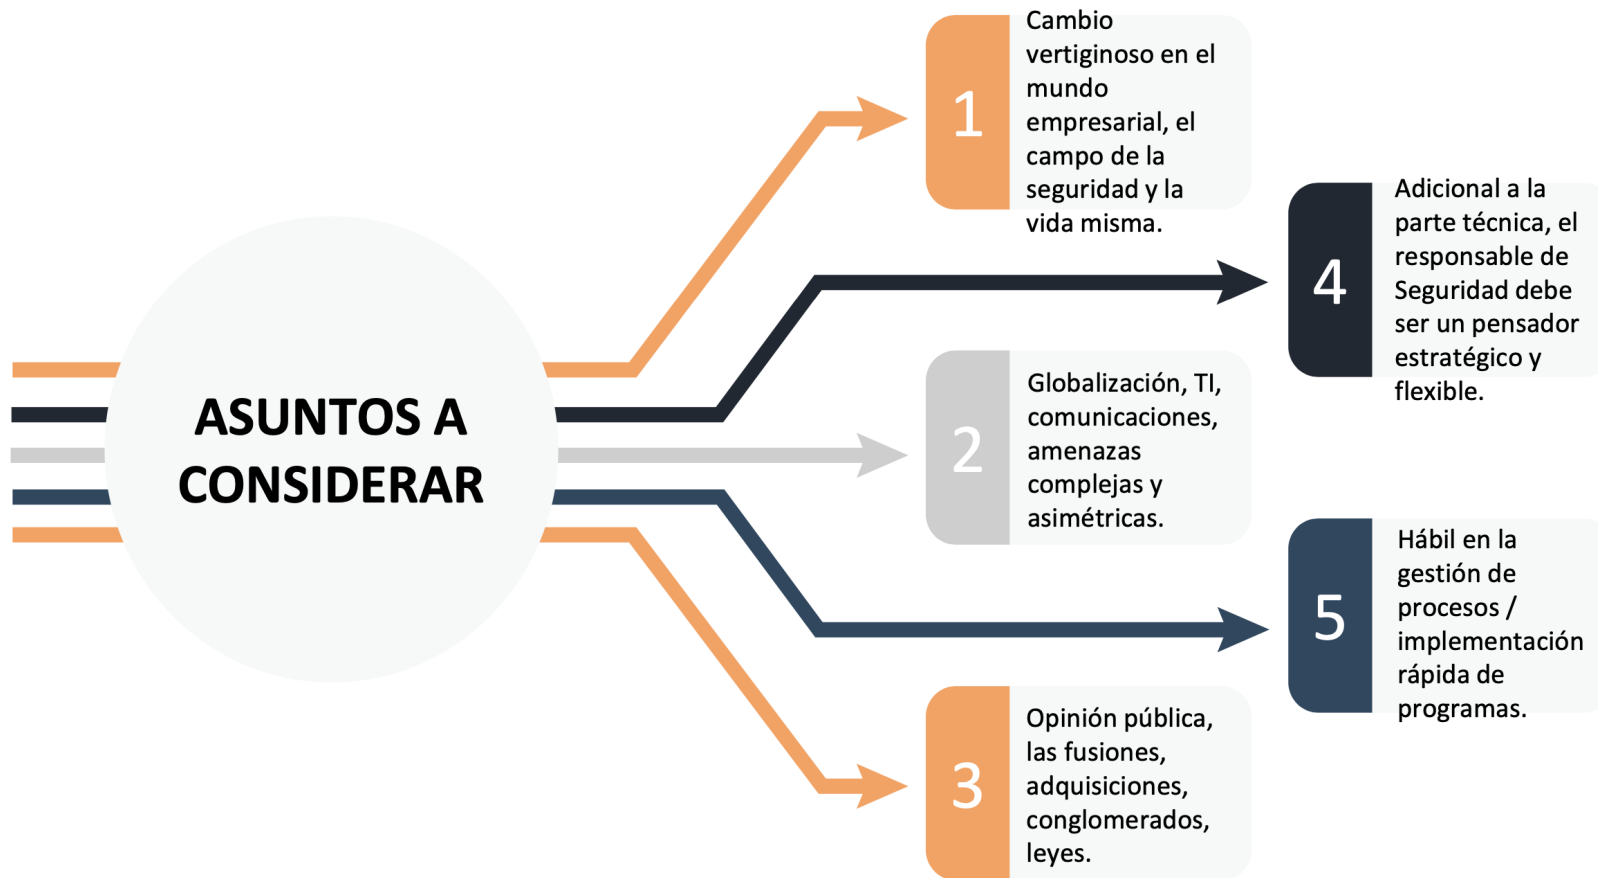 ASUNTOS A
CONSIDERAR
1
Cambio
vertiginoso en el
mundo
empresarial, el
campo de la
seguridad y la
vida misma.
2
Globalización, TI,
comunicaciones,
amenazas
complejas y
asimétricas.
3
Opinión pública,
las fusiones,
adquisiciones,
conglomerados,
leyes.
4
Adicional a la
parte técnica, el
responsable de
Seguridad debe
ser un pensador
estratégico y
flexible.
5
Hábil en la
gestión de
procesos /
implementación
rápida de
programas.